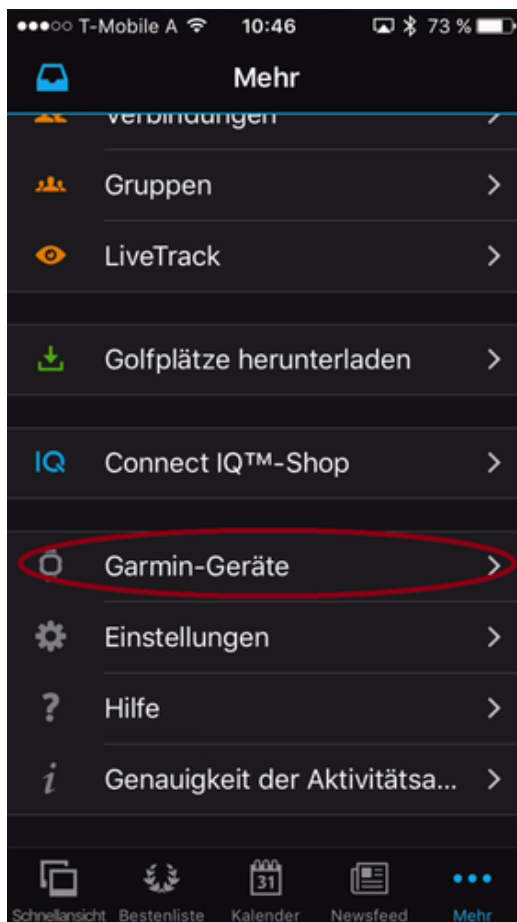 T-Mobile A 10:46 73 %
Mehr
Verbindungen
Gruppen
LiveTrack
Golfplätze herunterladen
IQ Connect IQ™-Shop
Garmin-Geräte
Einstellungen
? Hilfe
i Genauigkeit der Aktivitätsa...
31
Schnellansicht Bestenliste Kalender Newsfeed Mehr